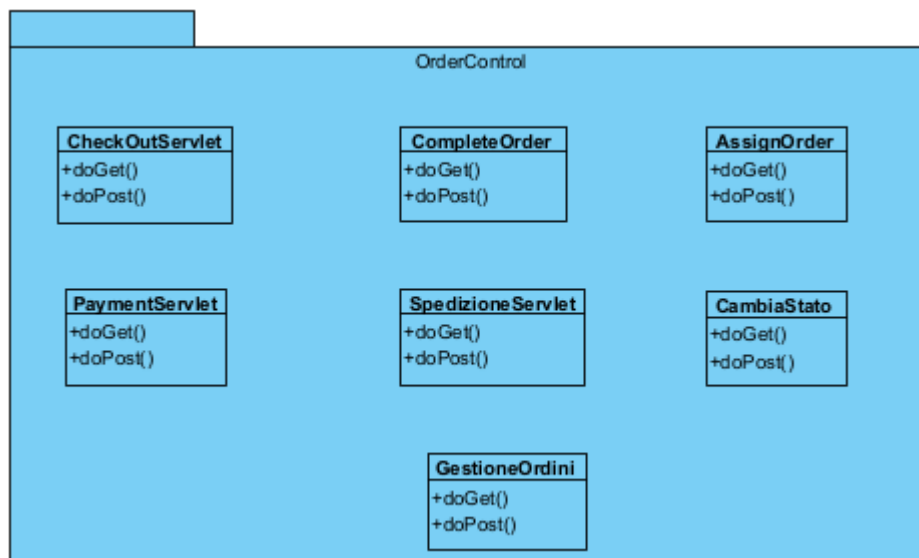 OrderControl
CheckOutServlet
+doGet()
+doPost()
CompleteOrder
+doGet()
+doPost()
AssignOrder
+doGet()
+doPost()
PaymentServlet
+doGet()
+doPost()
SpedizioneServlet
+doGet()
+doPost()
CambiaStato
+doGet()
+doPost()
GestioneOrdini
+doGet()
+doPost()